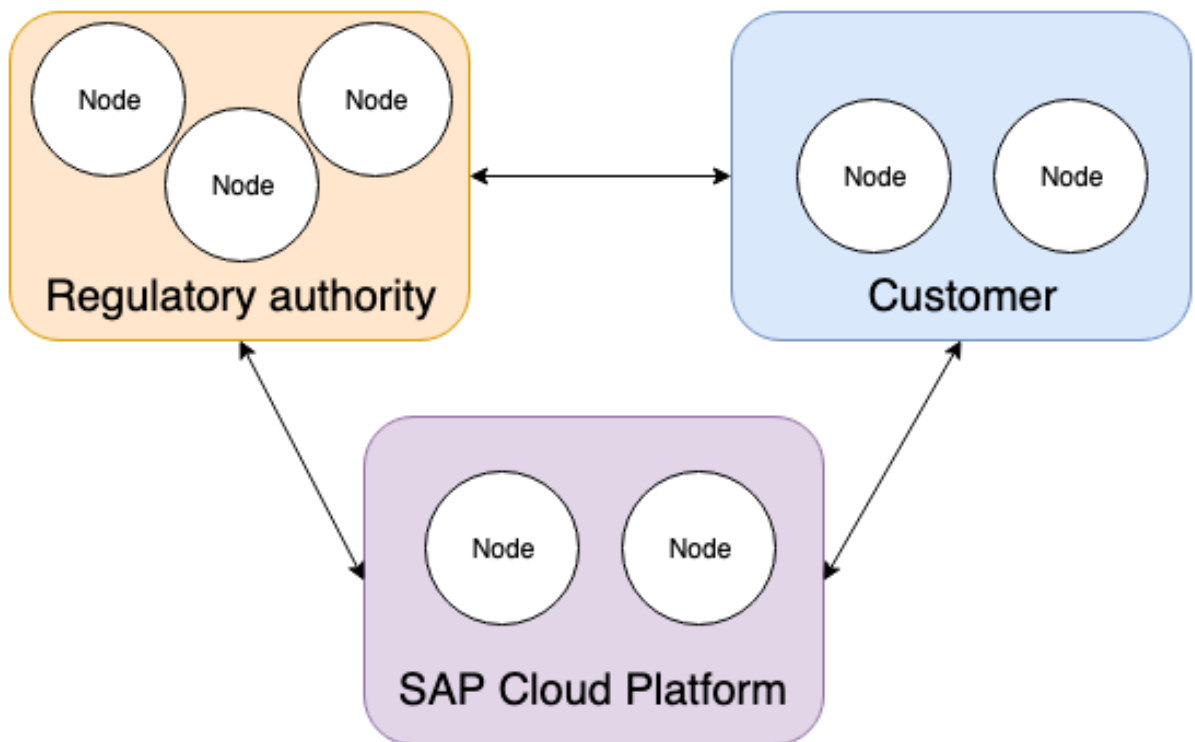 Node
Node
Node
Regulatory authority
Node
Node
Customer
Node
Node
SAP Cloud Platform